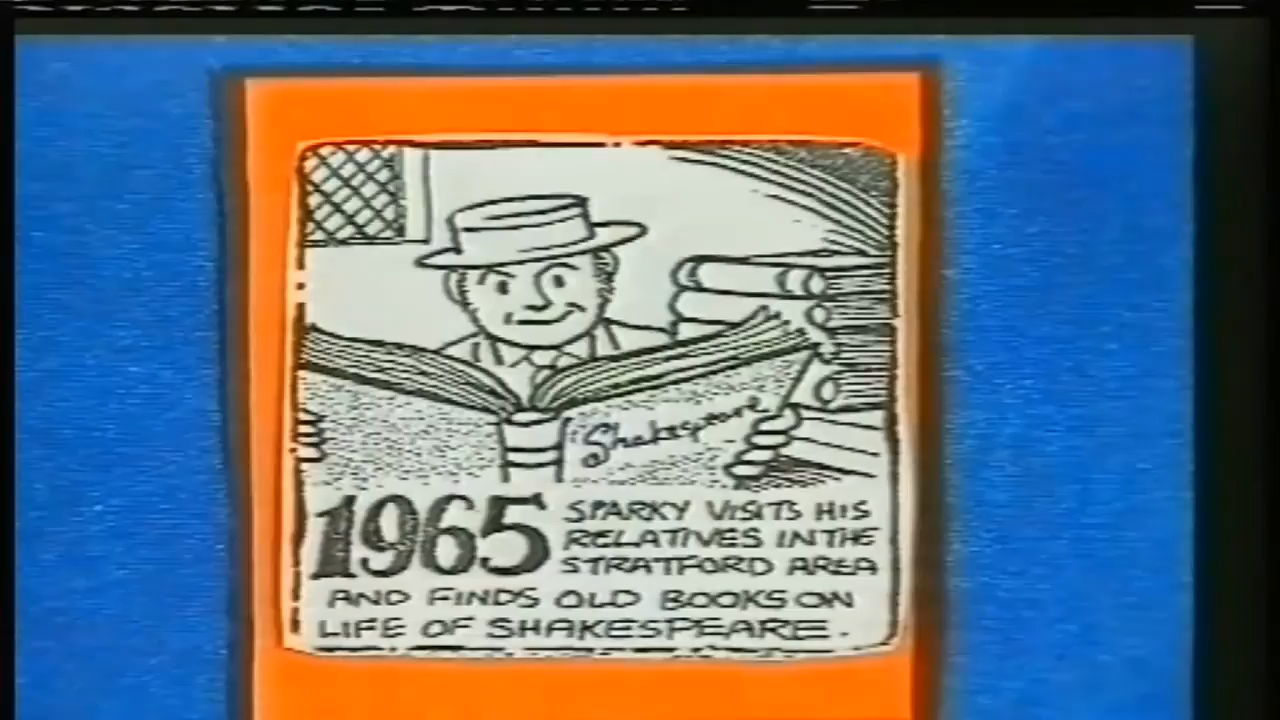 Shakespeare
1965 SPARKY VISITS HIS
RELATIVES IN THE
STRATFORD AREA
AND FINDS OLD BOOKS ON
LIFE OF SHAKESPEARE.